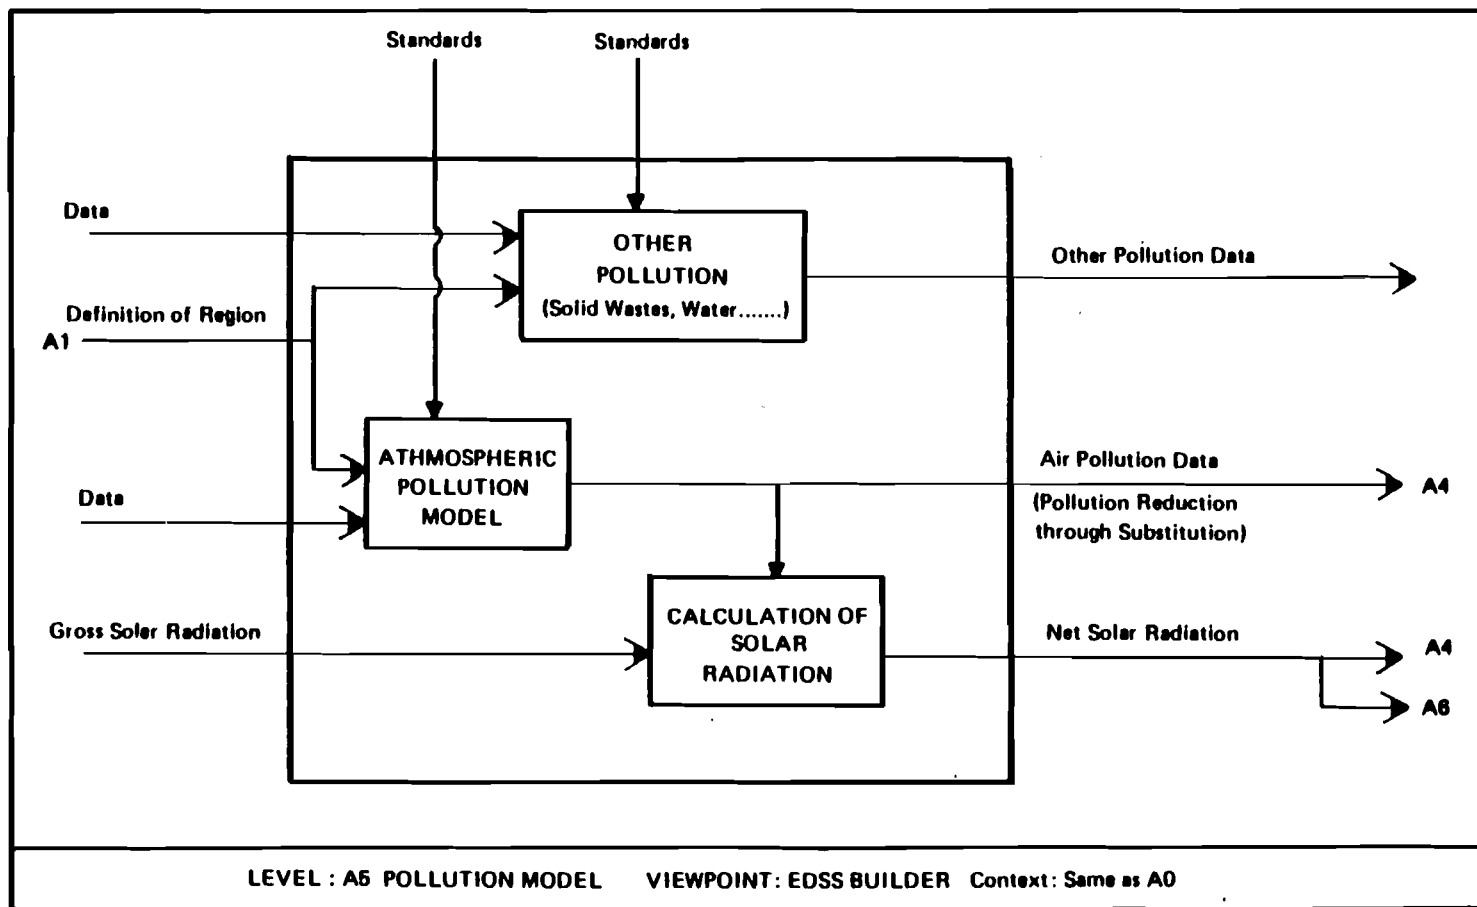 Standards
Standards
Data
OTHER
POLLUTION
(Solid Wastes, Water.......)
Other Pollution Data
Definition of Region
A1
ATHMOSPHERIC
POLLUTION
MODEL
Air Pollution Data
A4
(Pollution Reduction
through Substitution)
Data
CALCULATION OF
SOLAR
RADIATION
Gross Soler Radiation
Net Solar Radiation
A4
A6
LEVEL : A5 POLLUTION MODEL VIEWPOINT: EDSS BUILDER Context: Same as A0